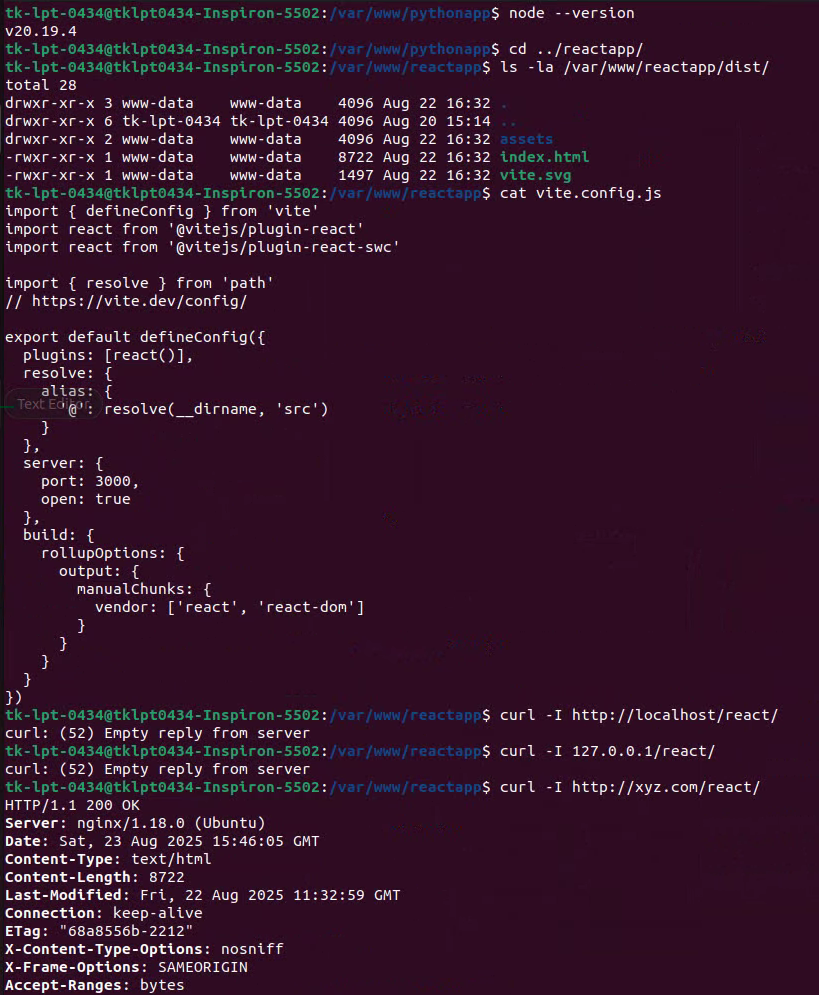 tk-lpt-0434@tklpt0434-Inspiron-5502:/var/www/pythonapp$ node --version
v20.19.4
tk-lpt-0434@tklpt0434-Inspiron-5502:/var/www/pythonapp$ cd ../reactapp/
tk-lpt-0434@tklpt0434-Inspiron-5502:/var/www/reactapp$ ls -la /var/www/reactapp/dist/
total 28
drwxr-xr-x 3 www-data    www-data    4096 Aug 22 16:32 .
drwxr-xr-x 6 tk-lpt-0434 tk-lpt-0434 4096 Aug 20 15:14 ..
drwxr-xr-x 2 www-data    www-data    4096 Aug 22 16:32 assets
-rwxr-xr-x 1 www-data    www-data    8722 Aug 22 16:32 index.html
-rwxr-xr-x 1 www-data    www-data    1497 Aug 22 16:32 vite.svg
tk-lpt-0434@tklpt0434-Inspiron-5502:/var/www/reactapp$ cat vite.config.js
import { defineConfig } from 'vite'
import react from '@vitejs/plugin-react'
import react from '@vitejs/plugin-react-swc'

import { resolve } from 'path'
// https://vite.dev/config/

export default defineConfig({
  plugins: [react()],
  resolve: {
    alias: {
Text Editor
      '@': resolve(__dirname, 'src')
    }
  },
  server: {
    port: 3000,
    open: true
  },
  build: {
    rollupOptions: {
      output: {
        manualChunks: {
          vendor: ['react', 'react-dom']
        }
      }
    }
  }
})
tk-lpt-0434@tklpt0434-Inspiron-5502:/var/www/reactapp$ curl -I http://localhost/react/
curl: (52) Empty reply from server
tk-lpt-0434@tklpt0434-Inspiron-5502:/var/www/reactapp$ curl -I 127.0.0.1/react/
curl: (52) Empty reply from server
tk-lpt-0434@tklpt0434-Inspiron-5502:/var/www/reactapp$ curl -I http://xyz.com/react/
HTTP/1.1 200 OK
Server: nginx/1.18.0 (Ubuntu)
Date: Sat, 23 Aug 2025 15:46:05 GMT
Content-Type: text/html
Content-Length: 8722
Last-Modified: Fri, 22 Aug 2025 11:32:59 GMT
Connection: keep-alive
ETag: "68a8556b-2212"
X-Content-Type-Options: nosniff
X-Frame-Options: SAMEORIGIN
Accept-Ranges: bytes